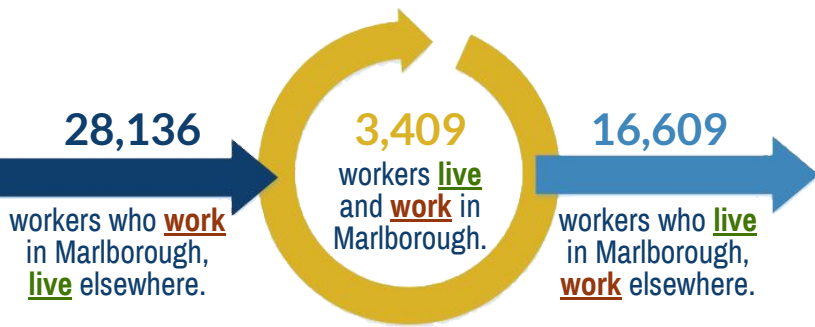 28,136
workers who work
in Marlborough,
live elsewhere.
3,409
workers live
and work in
Marlborough.
16,609
workers who live
in Marlborough,
work elsewhere.